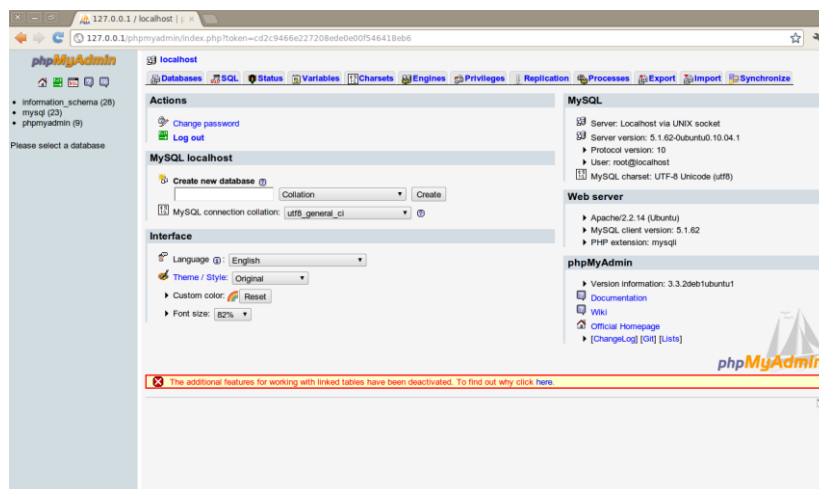 127.0.0.1 / localhost | p
127.0.0.1/phpmyadmin/index.php?token=cd2c9466e227208ede0e00f546418eb6
phpMyAdmin
information_schema (28)
mysql (23)
phpmyadmin (9)
Please select a database
localhost
Databases SQL Status Variables Charsets Engines Privileges Replication Processes Export Import Synchronize
Actions
Change password
Log out
MySQL localhost
Create new database
Collation Create
MySQL connection collation: utf8_general_ci
Interface
Language : English
Theme / Style: Original
Custom color: Reset
Font size: 82%
MySQL
Server: Localhost via UNIX socket
Server version: 5.1.62-0ubuntu0.10.04.1
Protocol version: 10
User: root@localhost
MySQL charset: UTF-8 Unicode (utf8)
Web server
Apache/2.2.14 (Ubuntu)
MySQL client version: 5.1.62
PHP extension: mysqli
phpMyAdmin
Version information: 3.3.2deb1ubuntu1
Documentation
Wiki
Official Homepage
[ChangeLog] [Git] [Lists]
phpMyAdmin
The additional features for working with linked tables have been deactivated. To find out why click here.